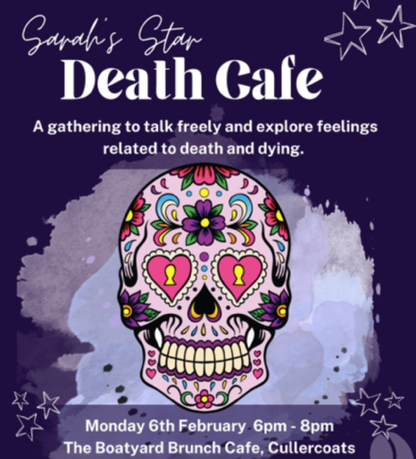 Sarah's Star
Death Cafe
A gathering to talk freely and explore feelings
related to death and dying.
Monday 6th February 6pm - 8pm
The Boatyard Brunch Cafe, Cullercoats